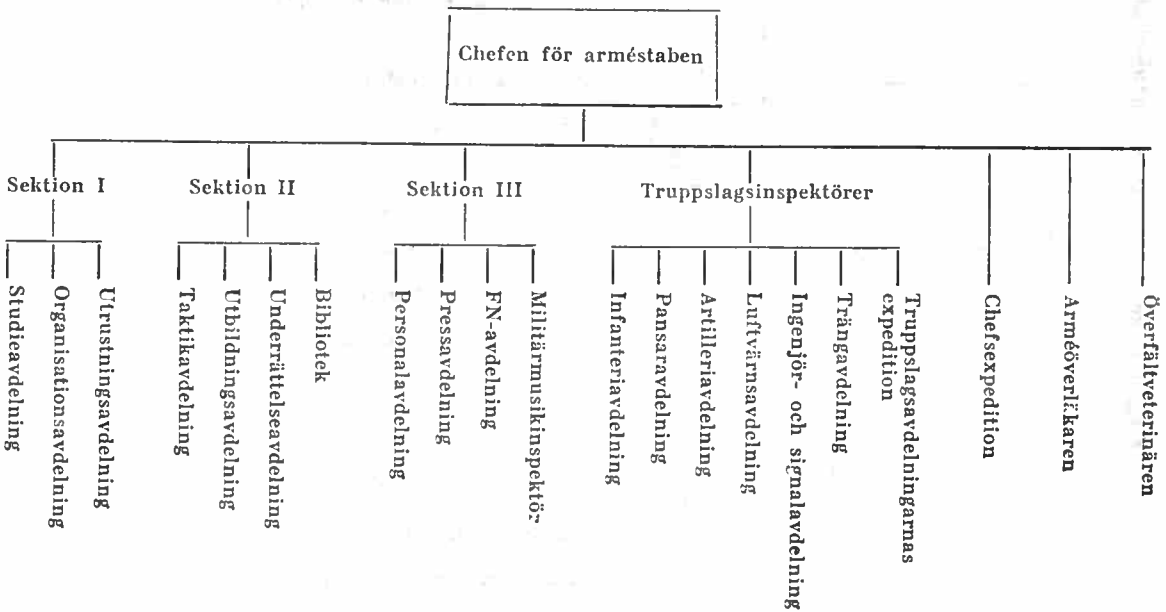 Chefen för arméstaben
Sektion I
Sektion II
Sektion III
Truppslagsinspektörer
Studieavdelning
Organisationsavdelning
Utrustningsavdelning
Taktikavdelning
Utbildningsavdelning
Underrättelseavdelning
Bibliotek
Personalavdelning
Pressavdelning
FN-avdelning
Militärmusikinspektör
Infanteriavdelning
Pansaravdelning
Artilleriavdelning
Luftvärnsavdelning
Ingenjör- och signalavdelning
Trängavdelning
Truppslagsavdelningarnas
expedition
Chefsexpedition
Arméöverläkaren
Överfältveterinären